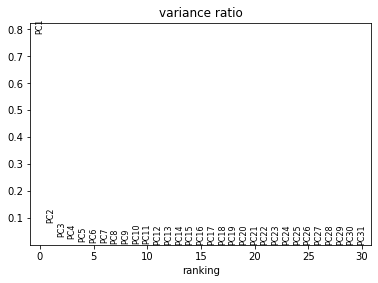 variance ratio
0.8
0.7
0.6
0.5
0.4
0.3
0.2
0.1
PC1
PC2
PC3
PC4
PC5
PC6
PC7
PC8
PC9
PC10
PC11
PC12
PC13
PC14
PC15
PC16
PC17
PC18
PC19
PC20
PC21
PC22
PC23
PC24
PC25
PC26
PC27
PC28
PC29
PC30
PC31
0 5 10 15 20 25 30
ranking